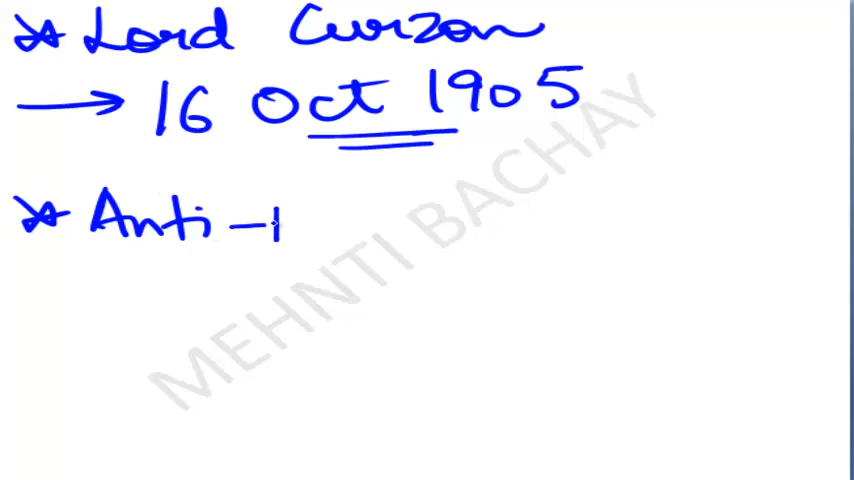 * Lord Curzon
→ 16 Oct 1905
* Anti -
MEHNTI BACHAY